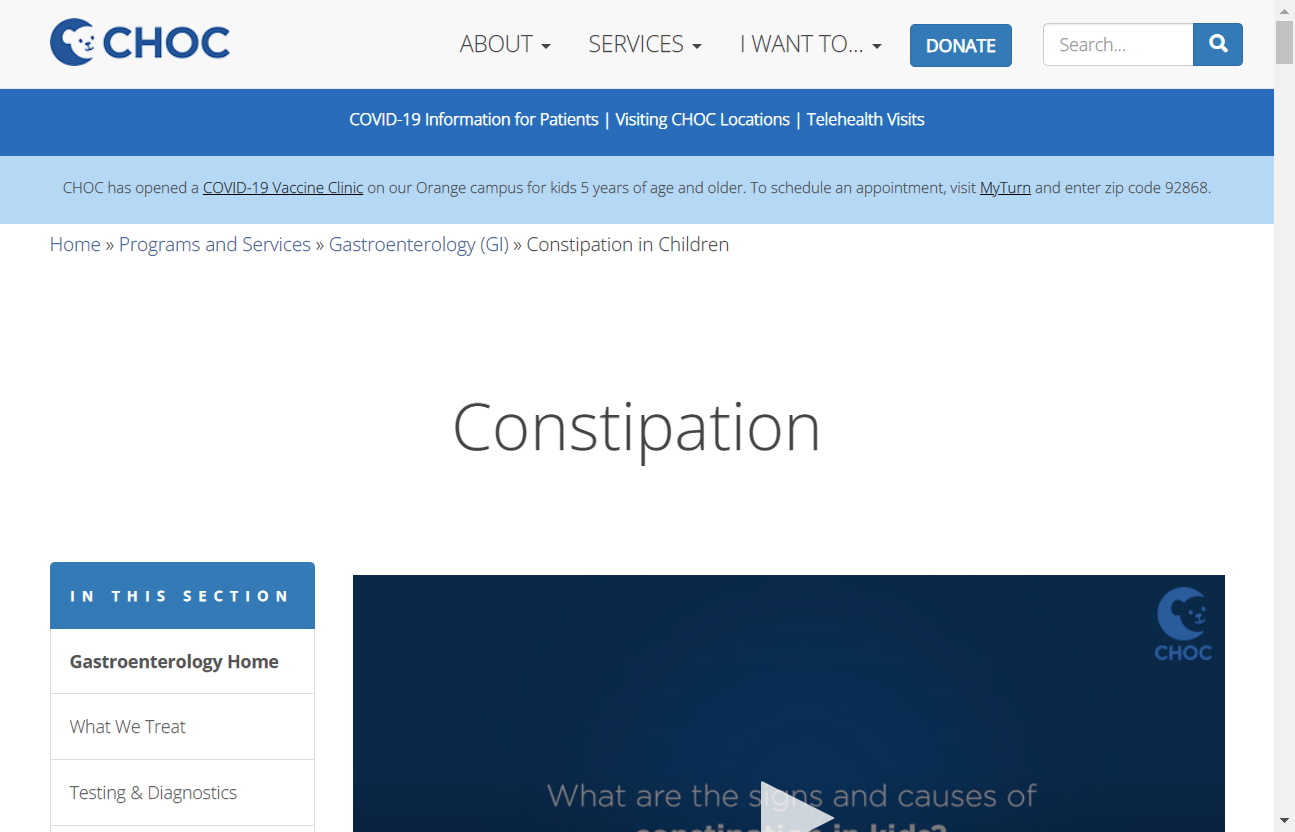 CHOC
ABOUT SERVICES I WANT TO... DONATE Search...
COVID-19 Information for Patients | Visiting CHOC Locations | Telehealth Visits
CHOC has opened a COVID-19 Vaccine Clinic on our Orange campus for kids 5 years of age and older. To schedule an appointment, visit MyTurn and enter zip code 92868.
Home » Programs and Services » Gastroenterology (GI) » Constipation in Children
Constipation
IN THIS SECTION
Gastroenterology Home
What We Treat
Testing & Diagnostics
CHOC
What are the signs and causes of
constipation in kids?